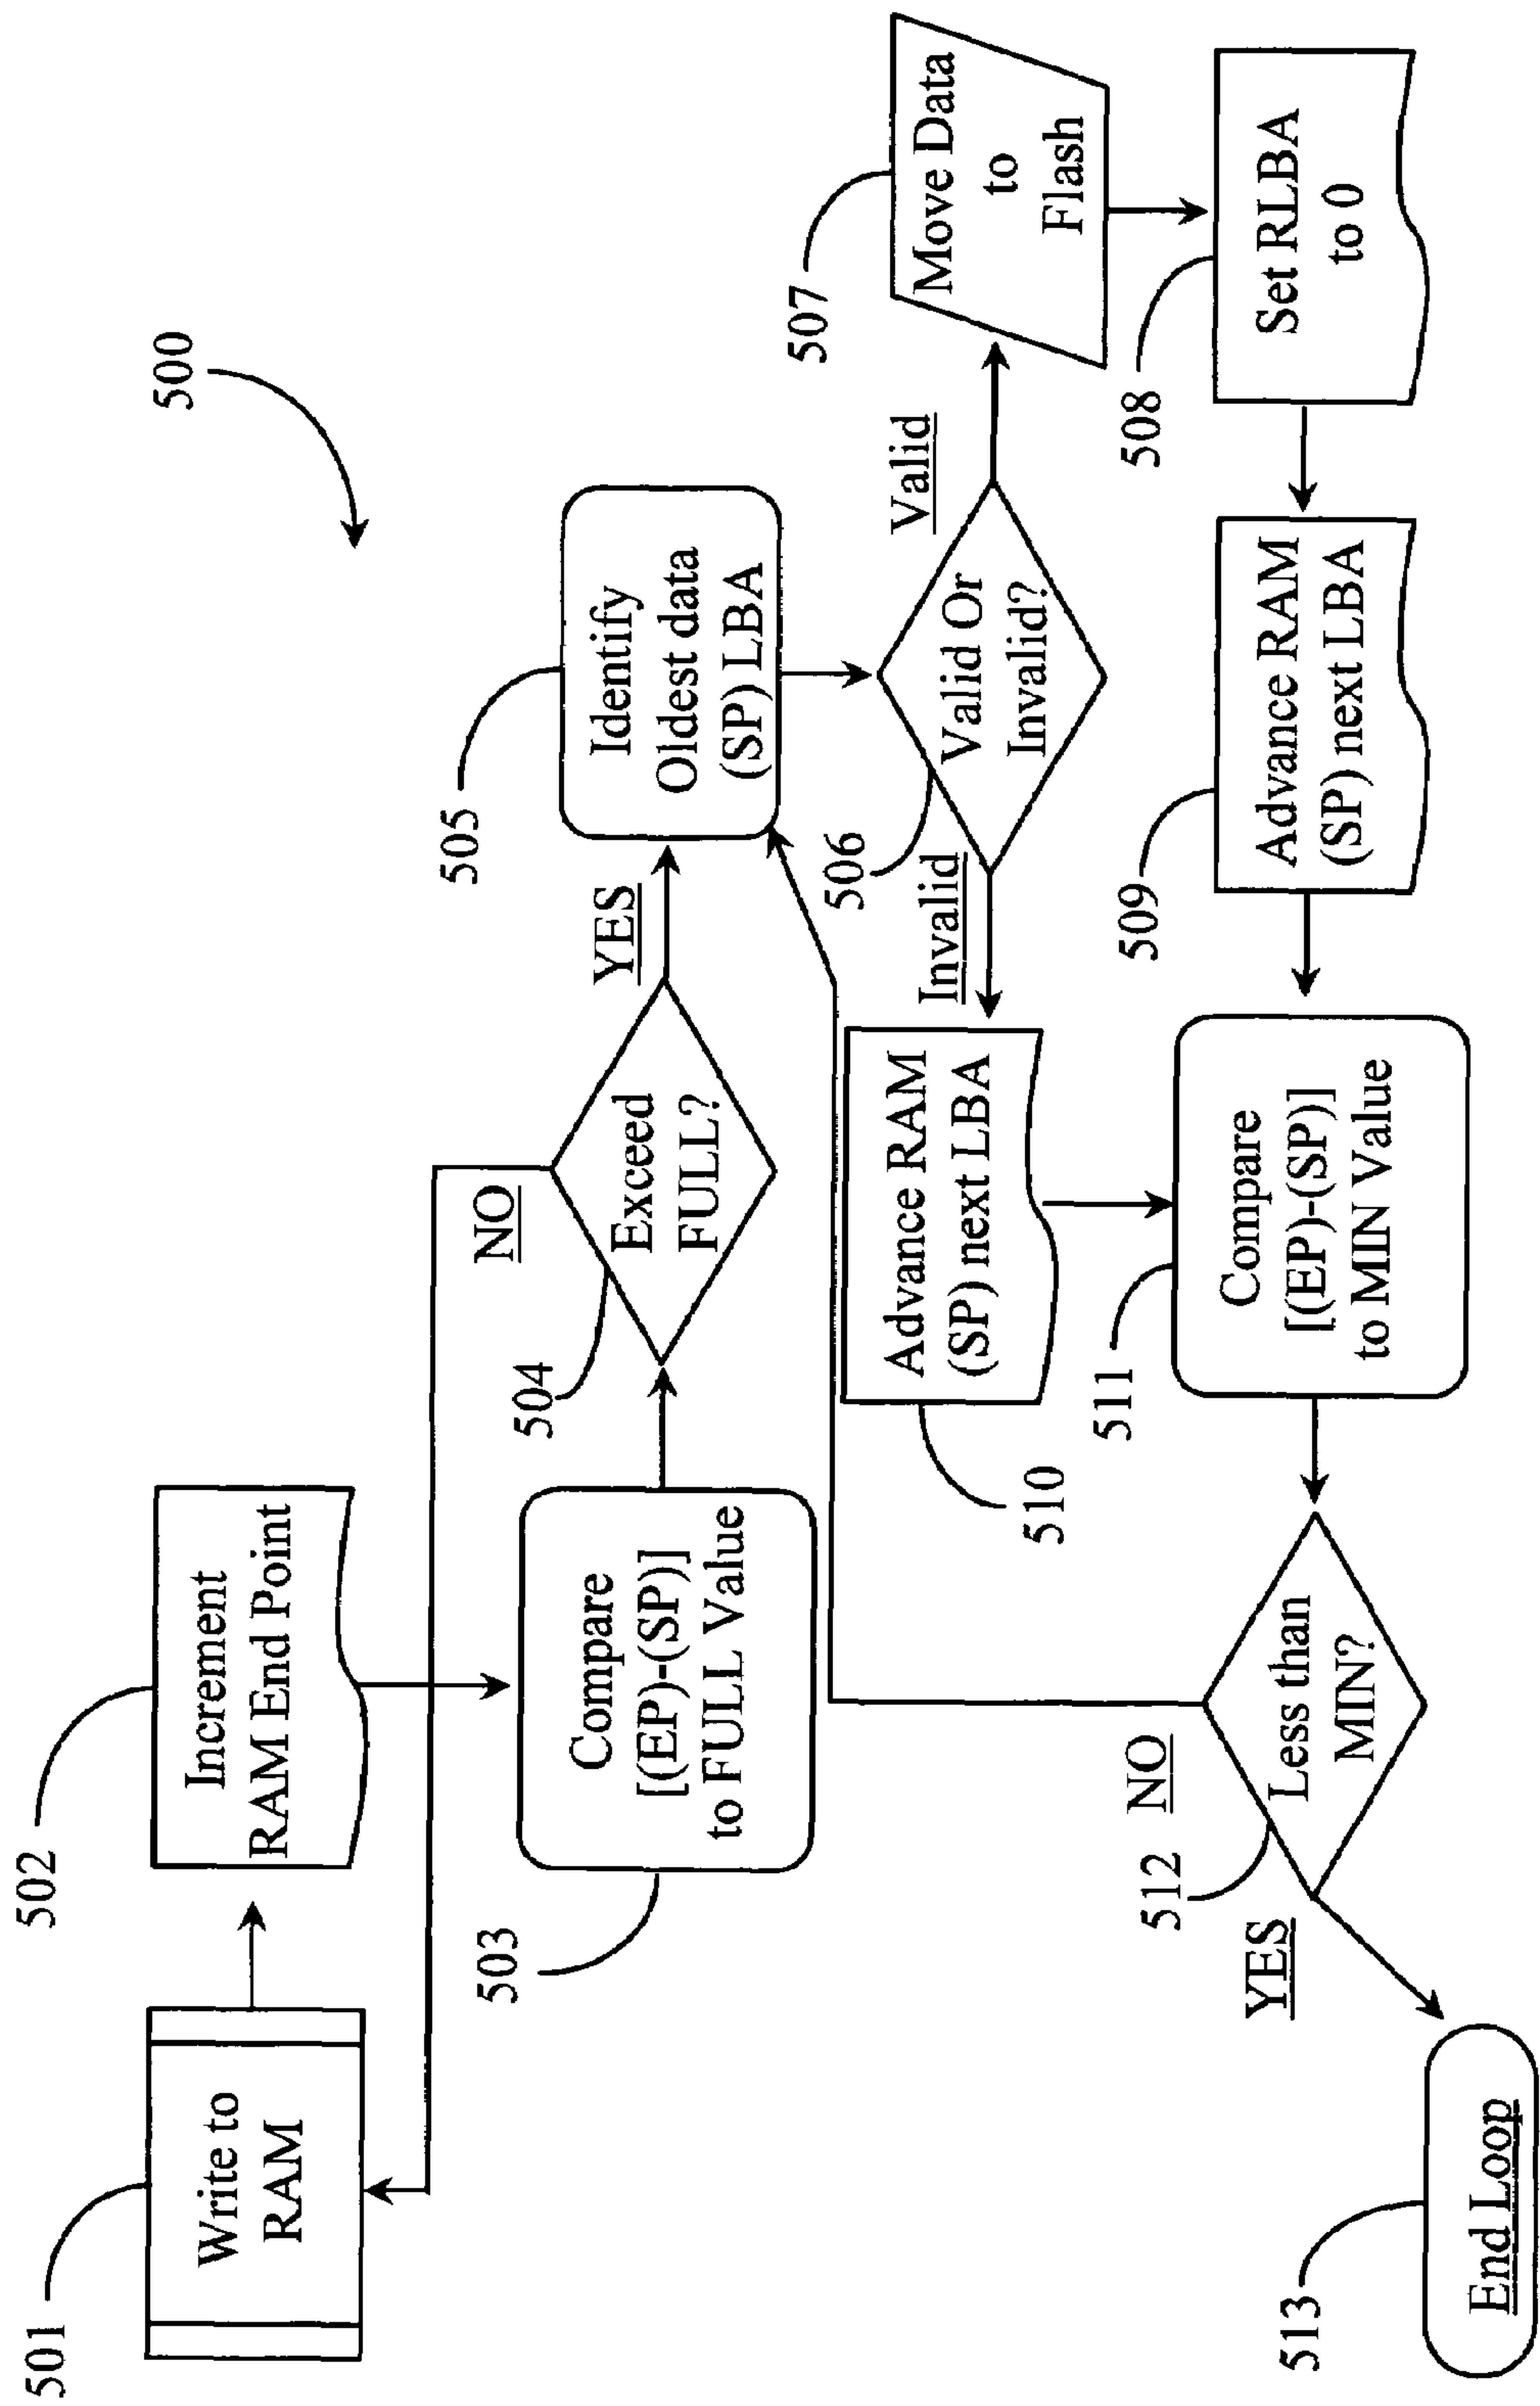 500
501
Write to
RAM
502
Increment
RAM End Point
503
Compare
[(EP)-(SP)]
to FULL Value
504
Exceed
FULL?
NO
YES
505
Identify
Oldest data
(SP) LBA
506
Valid Or
Invalid?
Invalid
Valid
507
Move Data
to
Flash
508
Set RLBA
to 0
509
Advance RAM
(SP) next LBA
510
Advance RAM
(SP) next LBA
511
Compare
[(EP)-(SP)]
to MIN Value
512
Less than
MIN?
NO
YES
513
End Loop